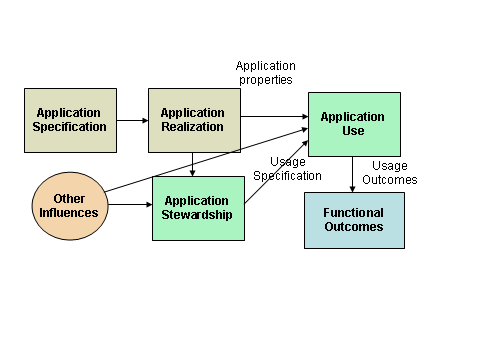 Application
properties
Application
Specification
Application
Realization
Application
Use
Usage
Specification
Usage
Outcomes
Other
Influences
Application
Stewardship
Functional
Outcomes